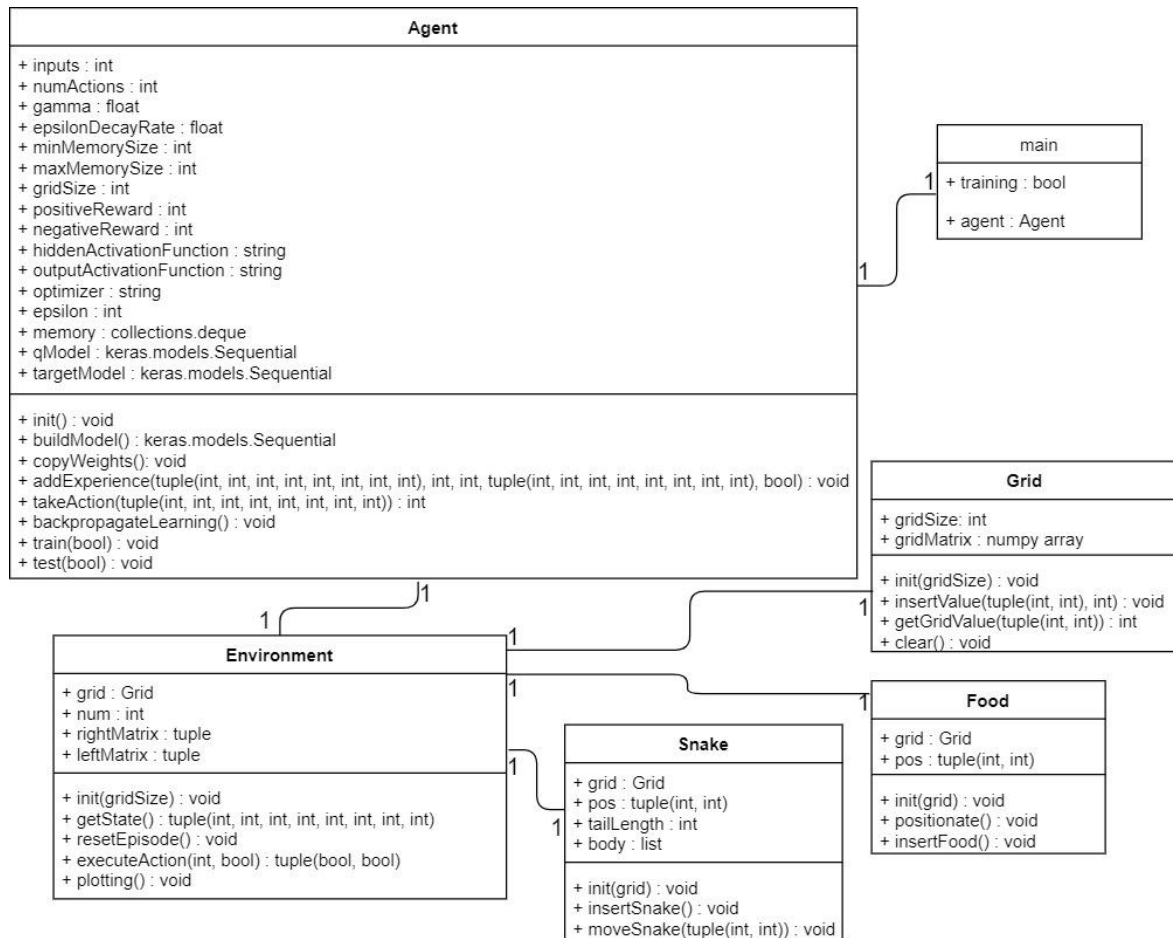 Agent
+ inputs : int
+ numActions : int
+ gamma : float
+ epsilonDecayRate : float
+ minMemorySize : int
+ maxMemorySize : int
+ gridSize : int
+ positiveReward : int
+ negativeReward : int
+ hiddenActivationFunction : string
+ outputActivationFunction : string
+ optimizer : string
+ epsilon : int
+ memory : collections.deque
+ qModel : keras.models.Sequential
+ targetModel : keras.models.Sequential
+ init() : void
+ buildModel() : keras.models.Sequential
+ copyWeights(): void
+ addExperience(tuple(int, int, int, int, int, int, int, int), int, int, tuple(int, int, int, int, int, int, int, int), bool) : void
+ takeAction(tuple(int, int, int, int, int, int, int, int)) : int
+ backpropagateLearning() : void
+ train(bool) : void
+ test(bool) : void
main
+ training : bool
+ agent : Agent
1
1
Grid
+ gridSize: int
+ gridMatrix : numpy array
+ init(gridSize) : void
+ insertValue(tuple(int, int), int) : void
+ getGridValue(tuple(int, int)) : int
+ clear() : void
1
1
1
1
Environment
+ grid : Grid
+ num : int
+ rightMatrix : tuple
+ leftMatrix : tuple
+ init(gridSize) : void
+ getState() : tuple(int, int, int, int, int, int, int, int)
+ resetEpisode() : void
+ executeAction(int, bool) : tuple(bool, bool)
+ plotting() : void
1
1
Food
+ grid : Grid
+ pos : tuple(int, int)
+ init(grid) : void
+ positionate() : void
+ insertFood() : void
1
1
Snake
+ grid : Grid
+ pos : tuple(int, int)
+ tailLength : int
+ body : list
+ init(grid) : void
+ insertSnake() : void
+ moveSnake(tuple(int, int)) : void